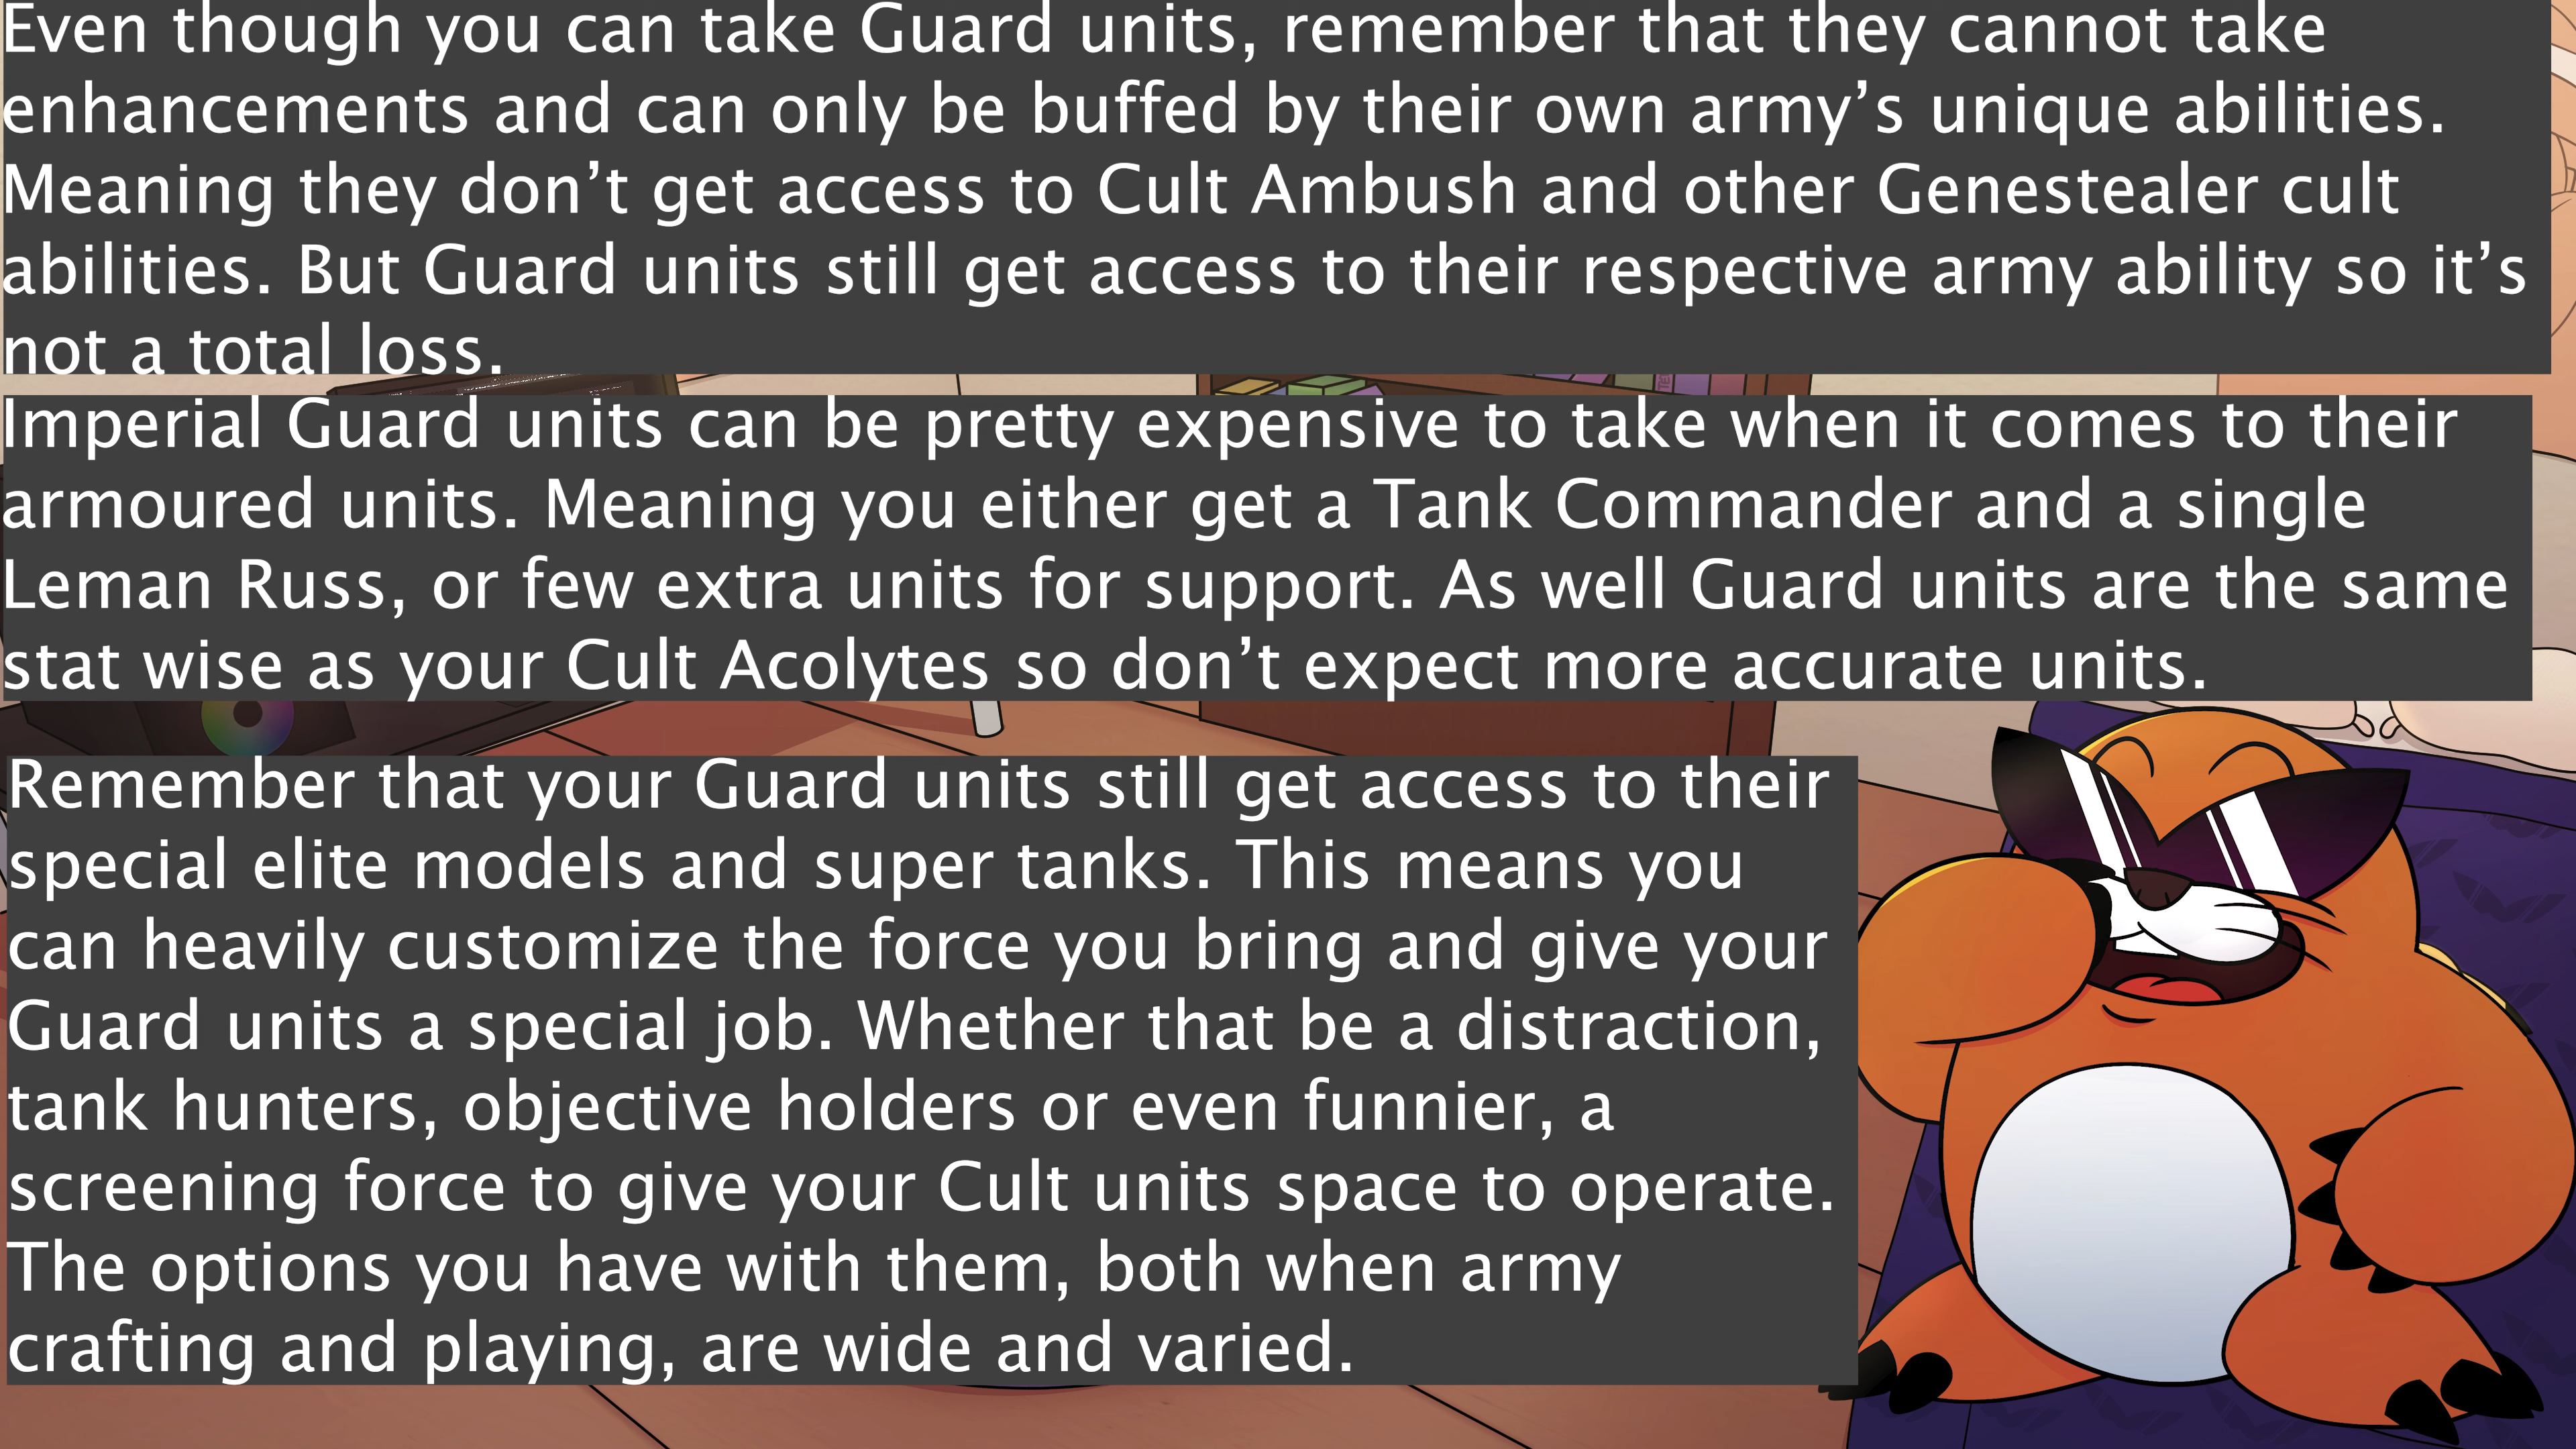 Even though you can take Guard units, remember that they cannot take
enhancements and can only be buffed by their own army’s unique abilities.
Meaning they don’t get access to Cult Ambush and other Genestealer cult
abilities. But Guard units still get access to their respective army ability so it’s
not a total loss.
Imperial Guard units can be pretty expensive to take when it comes to their
armoured units. Meaning you either get a Tank Commander and a single
Leman Russ, or few extra units for support. As well Guard units are the same
stat wise as your Cult Acolytes so don’t expect more accurate units.
Remember that your Guard units still get access to their
special elite models and super tanks. This means you
can heavily customize the force you bring and give your
Guard units a special job. Whether that be a distraction,
tank hunters, objective holders or even funnier, a
screening force to give your Cult units space to operate.
The options you have with them, both when army
crafting and playing, are wide and varied.